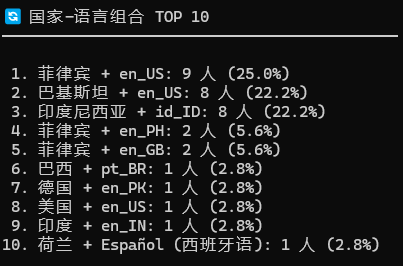 🔄 国家-语言组合 TOP 10
1. 菲律宾 + en_US: 9 人 (25.0%)
2. 巴基斯坦 + en_US: 8 人 (22.2%)
3. 印度尼西亚 + id_ID: 8 人 (22.2%)
4. 菲律宾 + en_PH: 2 人 (5.6%)
5. 菲律宾 + en_GB: 2 人 (5.6%)
6. 巴西 + pt_BR: 1 人 (2.8%)
7. 德国 + en_PK: 1 人 (2.8%)
8. 美国 + en_US: 1 人 (2.8%)
9. 印度 + en_IN: 1 人 (2.8%)
10. 荷兰 + Español (西班牙语): 1 人 (2.8%)